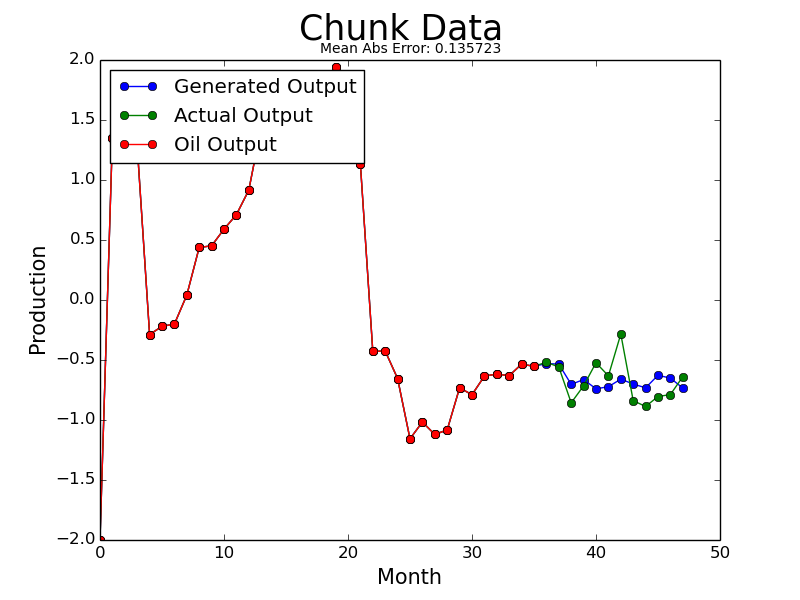 Chunk Data
Mean Abs Error: 0.135723
Generated Output
Actual Output
Oil Output
2.0
1.5
1.0
0.5
0.0
−0.5
−1.0
−1.5
−2.0
Production
0 10 20 30 40 50
Month